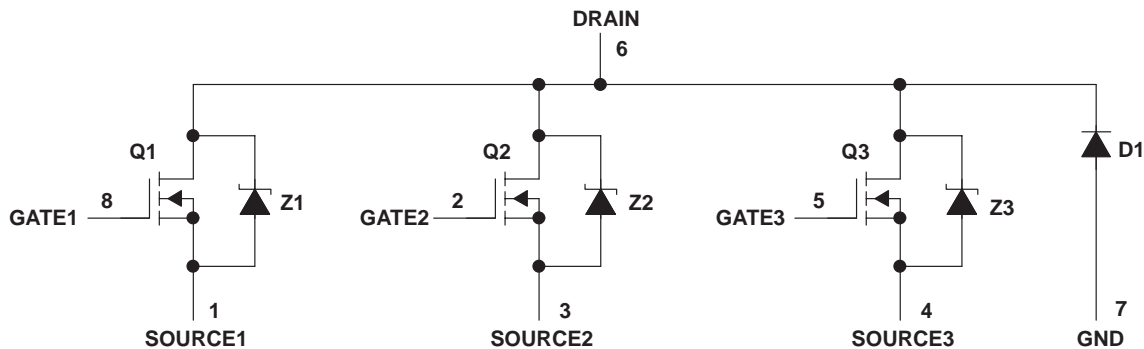 DRAIN
6
Q1
Q2
Q3
D1
8
Z1
2
Z2
5
Z3
GATE1
GATE2
GATE3
1
3
4
7
SOURCE1
SOURCE2
SOURCE3
GND